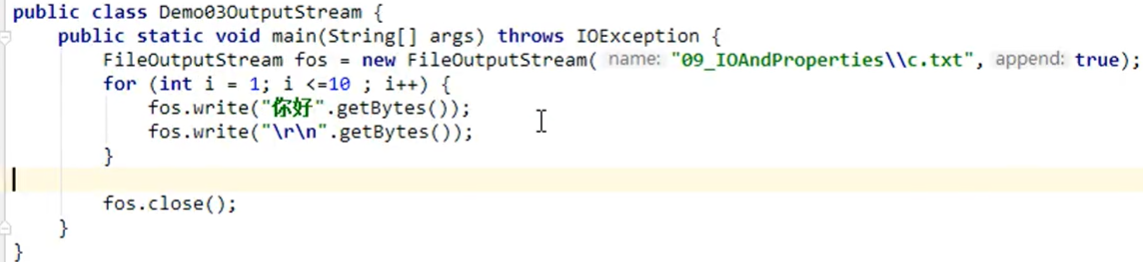 public class Demo03OutputStream {
public static void main(String[] args) throws IOException {
FileOutputStream fos = new FileOutputStream( name: "09_IOAndProperties\\c.txt", append: true);
for (int i = 1; i <=10 ; i++) {
fos.write("你好".getBytes());
fos.write("\r\n".getBytes());
}
fos.close();
}
}